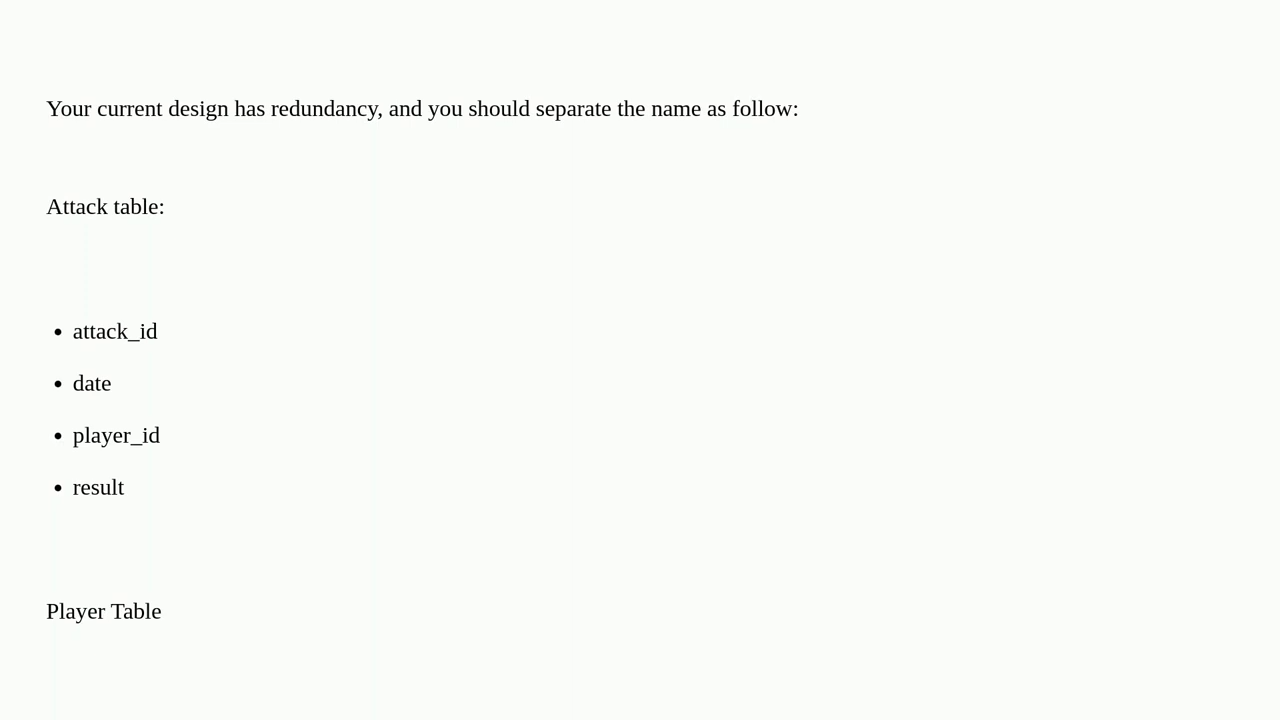 Your current design has redundancy, and you should separate the name as follow:
Attack table:
• attack_id
• date
• player_id
• result
Player Table